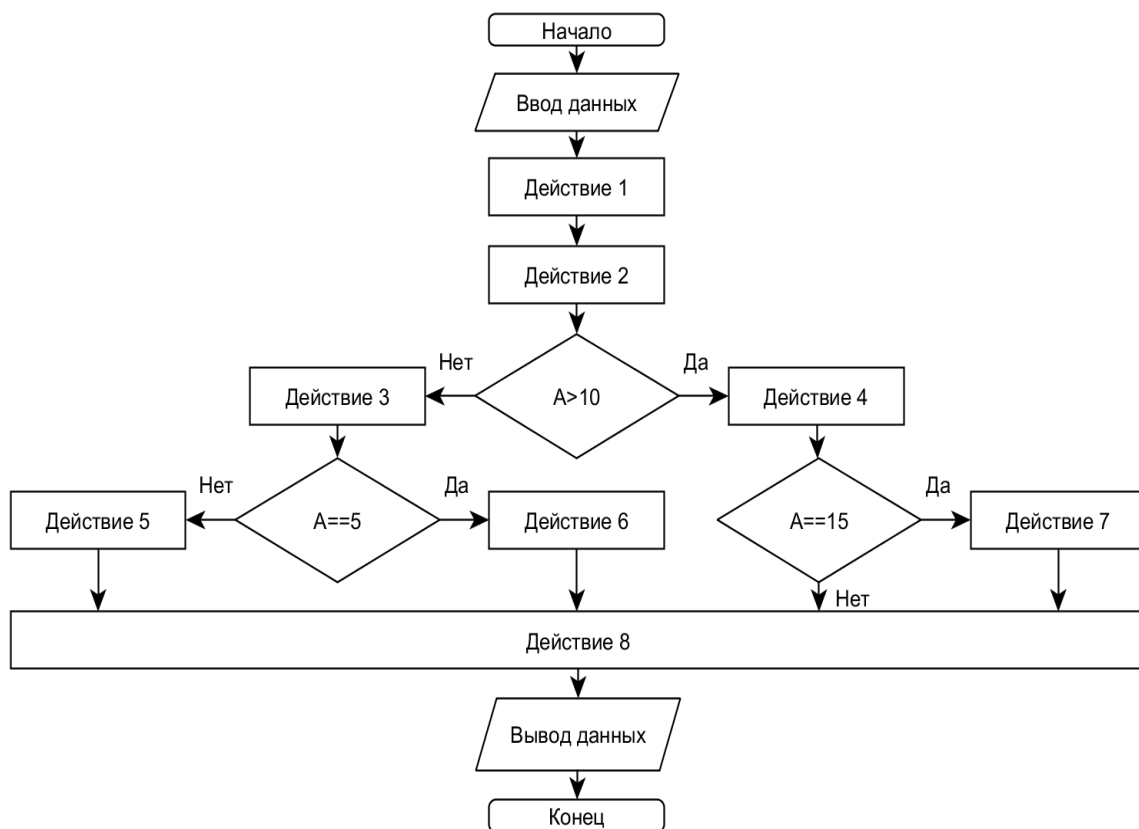 Начало
Ввод данных
Действие 1
Действие 2
Нет
Да
Действие 3
A>10
Действие 4
Нет
Да
Да
Действие 5
A==5
Действие 6
A==15
Действие 7
Нет
Действие 8
Вывод данных
Конец